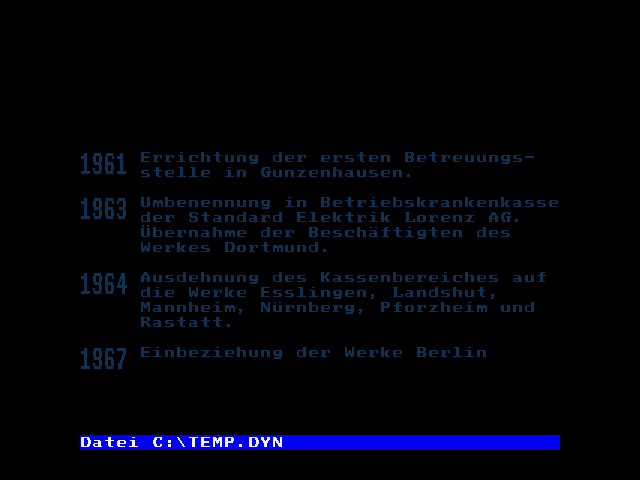 1961 Errichtung der ersten Betreuungs-
stelle in Gunzenhausen.
1963 Umbenennung in Betriebskrankenkasse
der Standard Elektrik Lorenz AG.
Übernahme der Beschäftigten des
Werkes Dortmund.
1964 Ausdehnung des Kassenbereiches auf
die Werke Esslingen, Landshut,
Mannheim, Nürnberg, Pforzheim und
Rastatt.
1967 Einbeziehung der Werke Berlin
Datei C:\TEMP.DYN